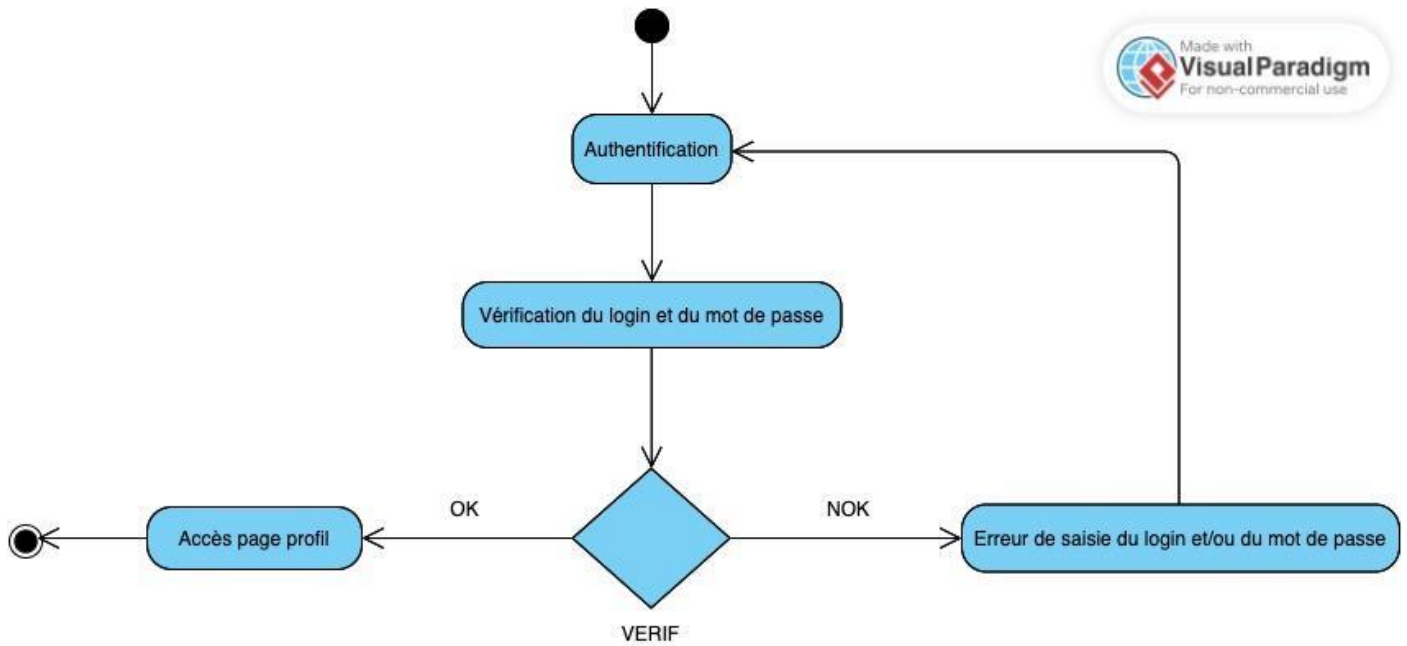 Made with
Visual Paradigm
For non-commercial use
Authentification
Vérification du login et du mot de passe
OK
NOK
Accès page profil
Erreur de saisie du login et/ou du mot de passe
VERIF